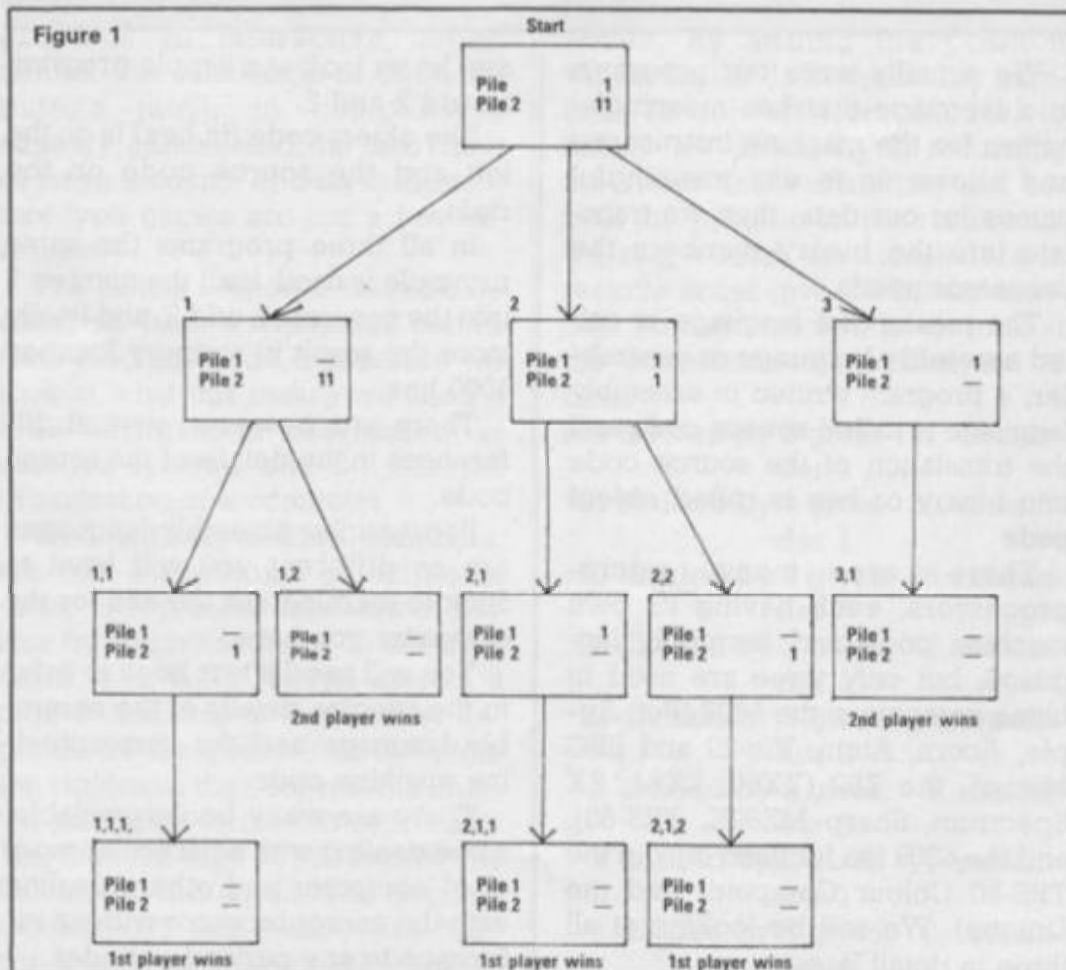 Figure 1
Start
Pile 1
Pile 2 11
1
Pile 1 —
Pile 2 11
2
Pile 1 1
Pile 2 1
3
Pile 1 1
Pile 2 —
1,1
Pile 1 —
Pile 2 1
1,2
Pile 1 —
Pile 2 —
2nd player wins
2,1
Pile 1 1
Pile 2 —
2,2
Pile 1 —
Pile 2 1
3,1
Pile 1 —
Pile 2 —
2nd player wins
1,1,1,
Pile 1 —
Pile 2 —
1st player wins
2,1,1
Pile 1 —
Pile 2 —
1st player wins
2,1,2
Pile 1 —
Pile 2 —
1st player wins